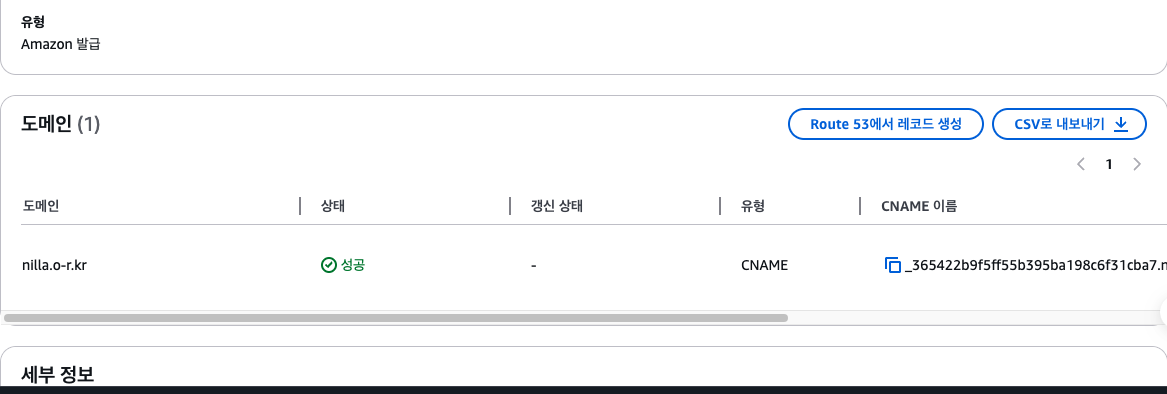 유형
Amazon 발급
도메인 (1)
Route 53에서 레코드 생성
CSV로 내보내기
1
도메인
상태
갱신 상태
유형
CNAME 이름
nilla.o-r.kr
성공
-
CNAME
_365422b9f5ff55b395ba198c6f31cba7.n
세부 정보